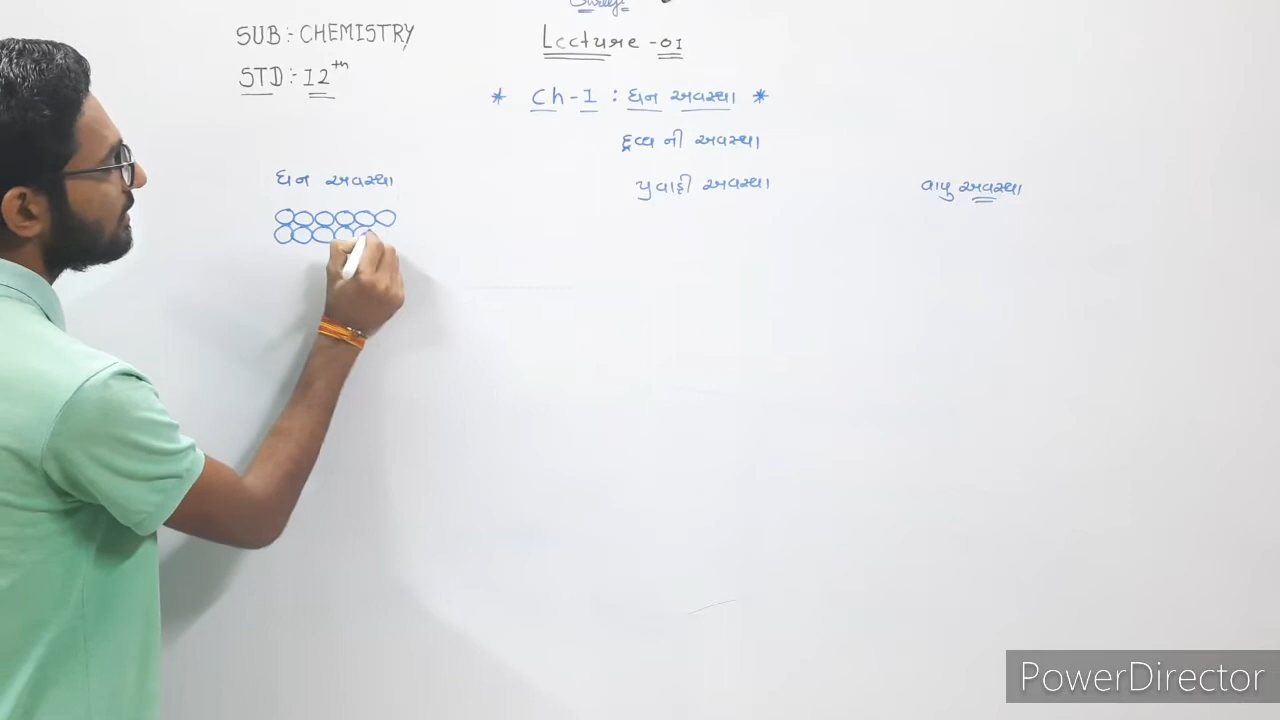 SUB:- CHEMISTRY
Lecture -01
STD:- 12th
* Ch-1 : ઘન અવસ્થા *
દ્રવ્ય ની અવસ્થા
ઘન અવસ્થા
પ્રવાહી અવસ્થા
વાયુ અવસ્થા
PowerDirector